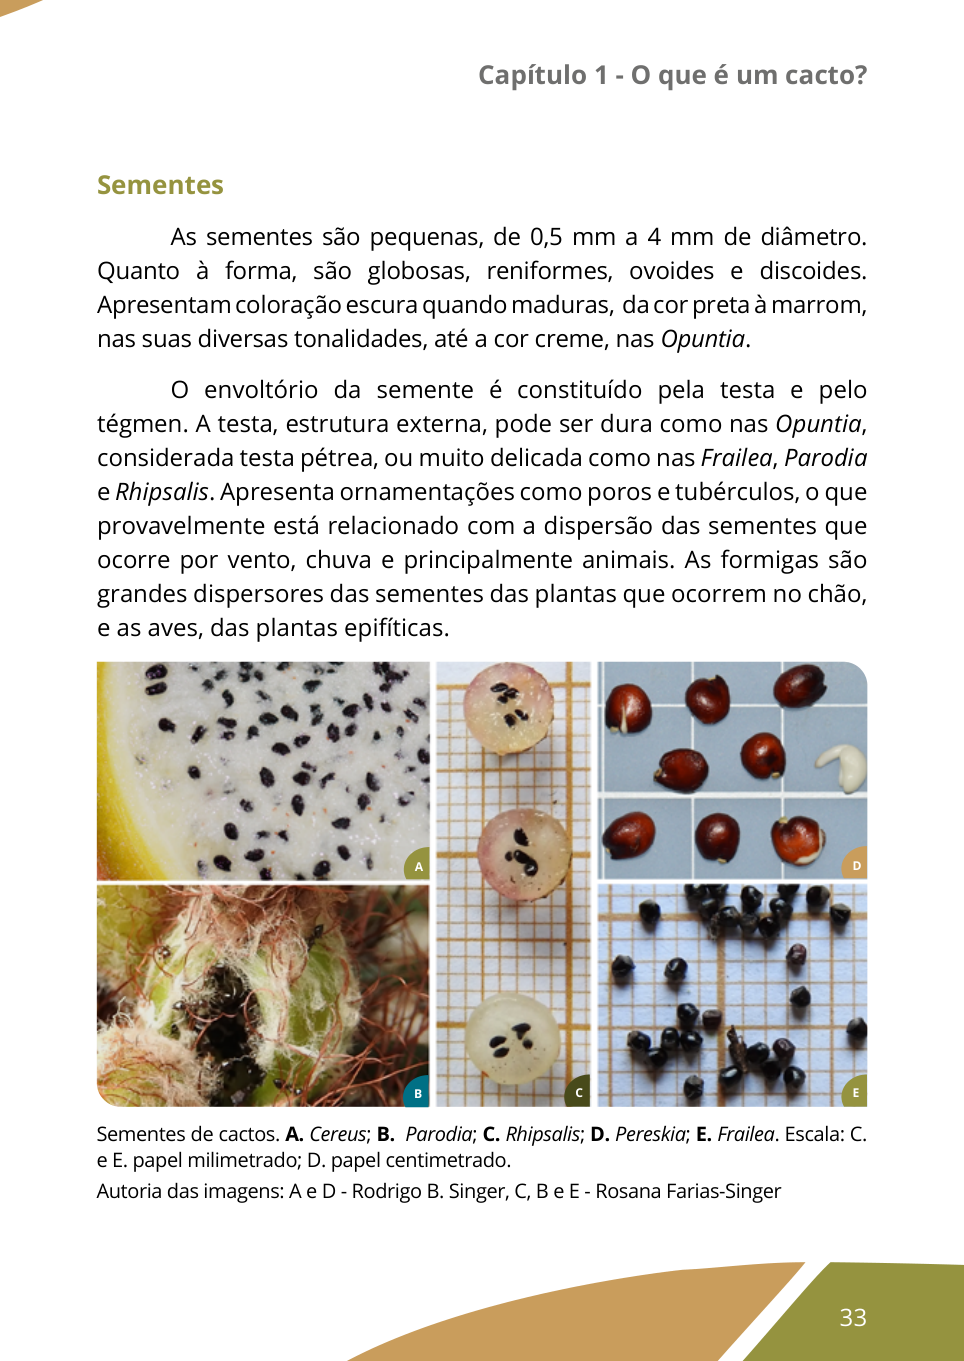 Capítulo 1 - O que é um cacto?
Sementes
As sementes são pequenas, de 0,5 mm a 4 mm de diâmetro.
Quanto à forma, são globosas, reniformes, ovoides e discoides.
Apresentam coloração escura quando maduras, da cor preta à marrom,
nas suas diversas tonalidades, até a cor creme, nas Opuntia.
O envoltório da semente é constituído pela testa e pelo
tégmen. A testa, estrutura externa, pode ser dura como nas Opuntia,
considerada testa pétrea, ou muito delicada como nas Frailea, Parodia
e Rhipsalis. Apresenta ornamentações como poros e tubérculos, o que
provavelmente está relacionado com a dispersão das sementes que
ocorre por vento, chuva e principalmente animais. As formigas são
grandes dispersores das sementes das plantas que ocorrem no chão,
e as aves, das plantas epifíticas.
A
B
C
D
E
Sementes de cactos. A. Cereus; B. Parodia; C. Rhipsalis; D. Pereskia; E. Frailea. Escala: C.
e E. papel milimetrado; D. papel centimetrado.
Autoria das imagens: A e D - Rodrigo B. Singer, C, B e E - Rosana Farias-Singer
33